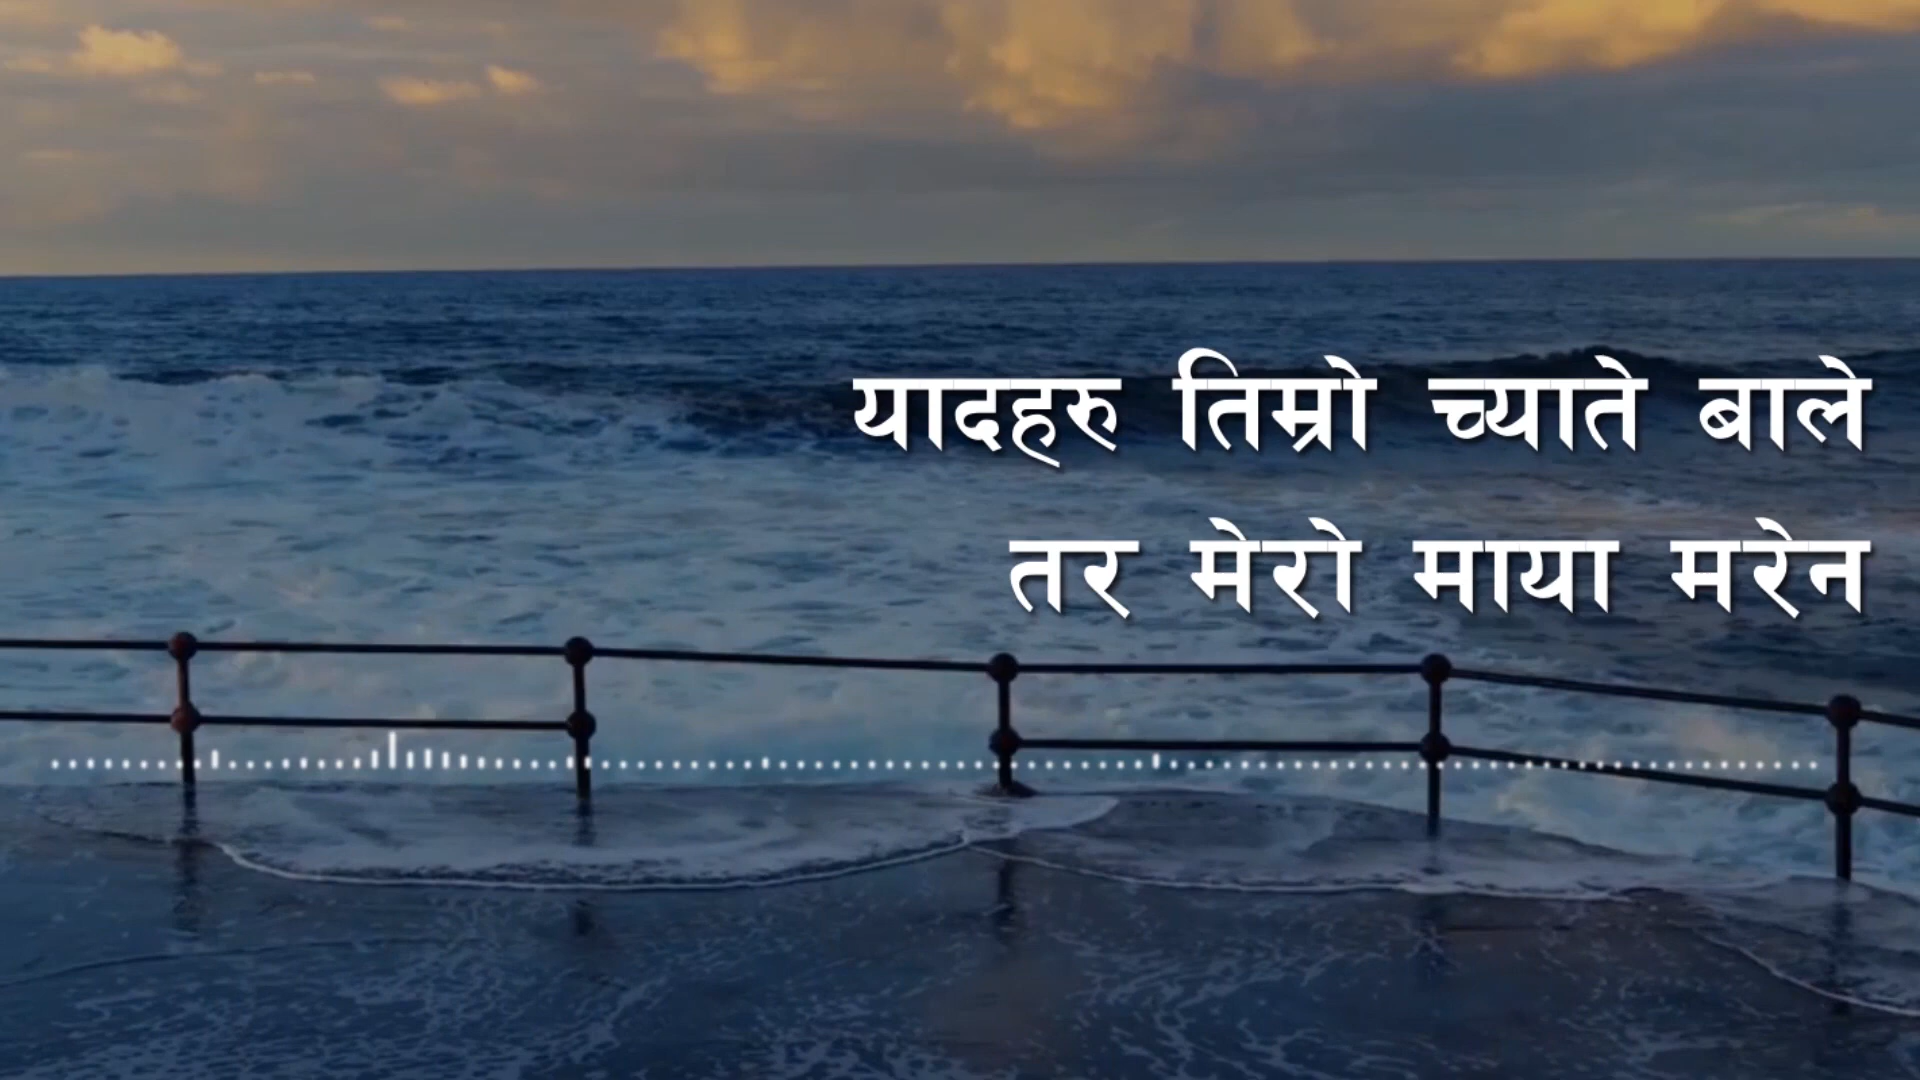 यादहरु तिम्रो च्याते बाले
तर मेरो माया मरेन